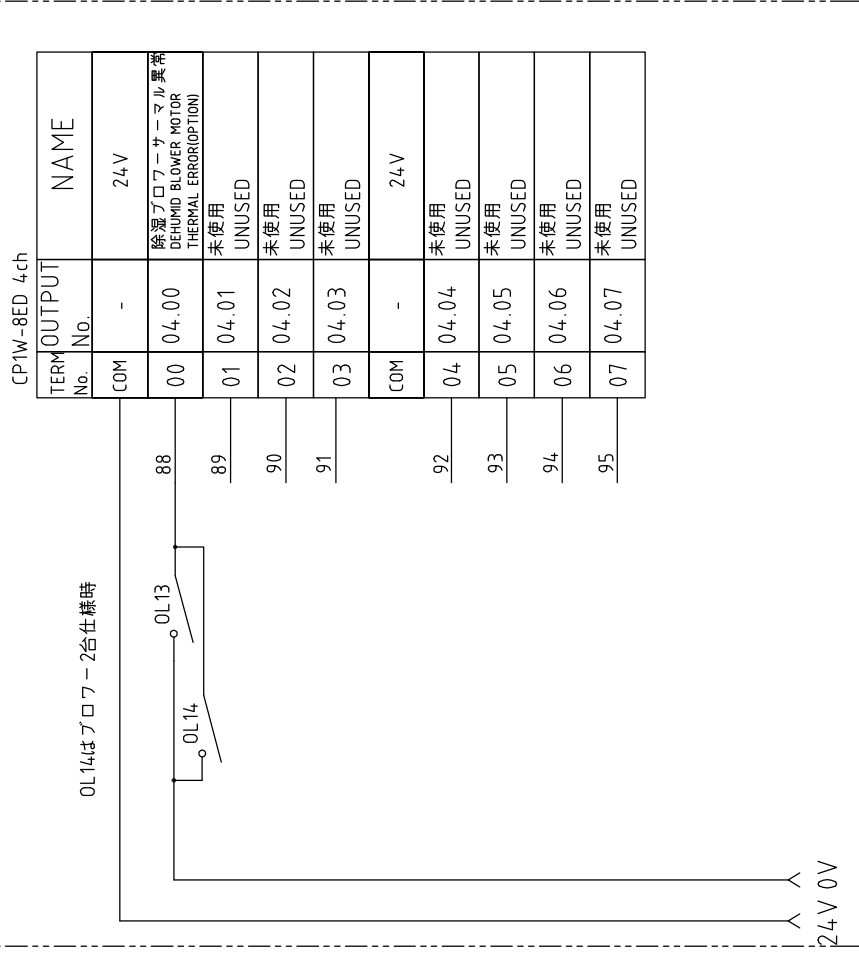 CP1W-8ED 4ch
TERM
No.
OUTPUT
No.
NAME
COM
-
24V
00
04.00
除湿ブロワーサーマル異常
DEHUMID BLOWER MOTOR
THERMAL ERROR(OPTION)
01
04.01
未使用
UNUSED
02
04.02
未使用
UNUSED
03
04.03
未使用
UNUSED
COM
-
24V
04
04.04
未使用
UNUSED
05
04.05
未使用
UNUSED
06
04.06
未使用
UNUSED
07
04.07
未使用
UNUSED
88
89
90
91
92
93
94
95
OL14はブロワー2台仕様時
OL13
OL14
24V 0V